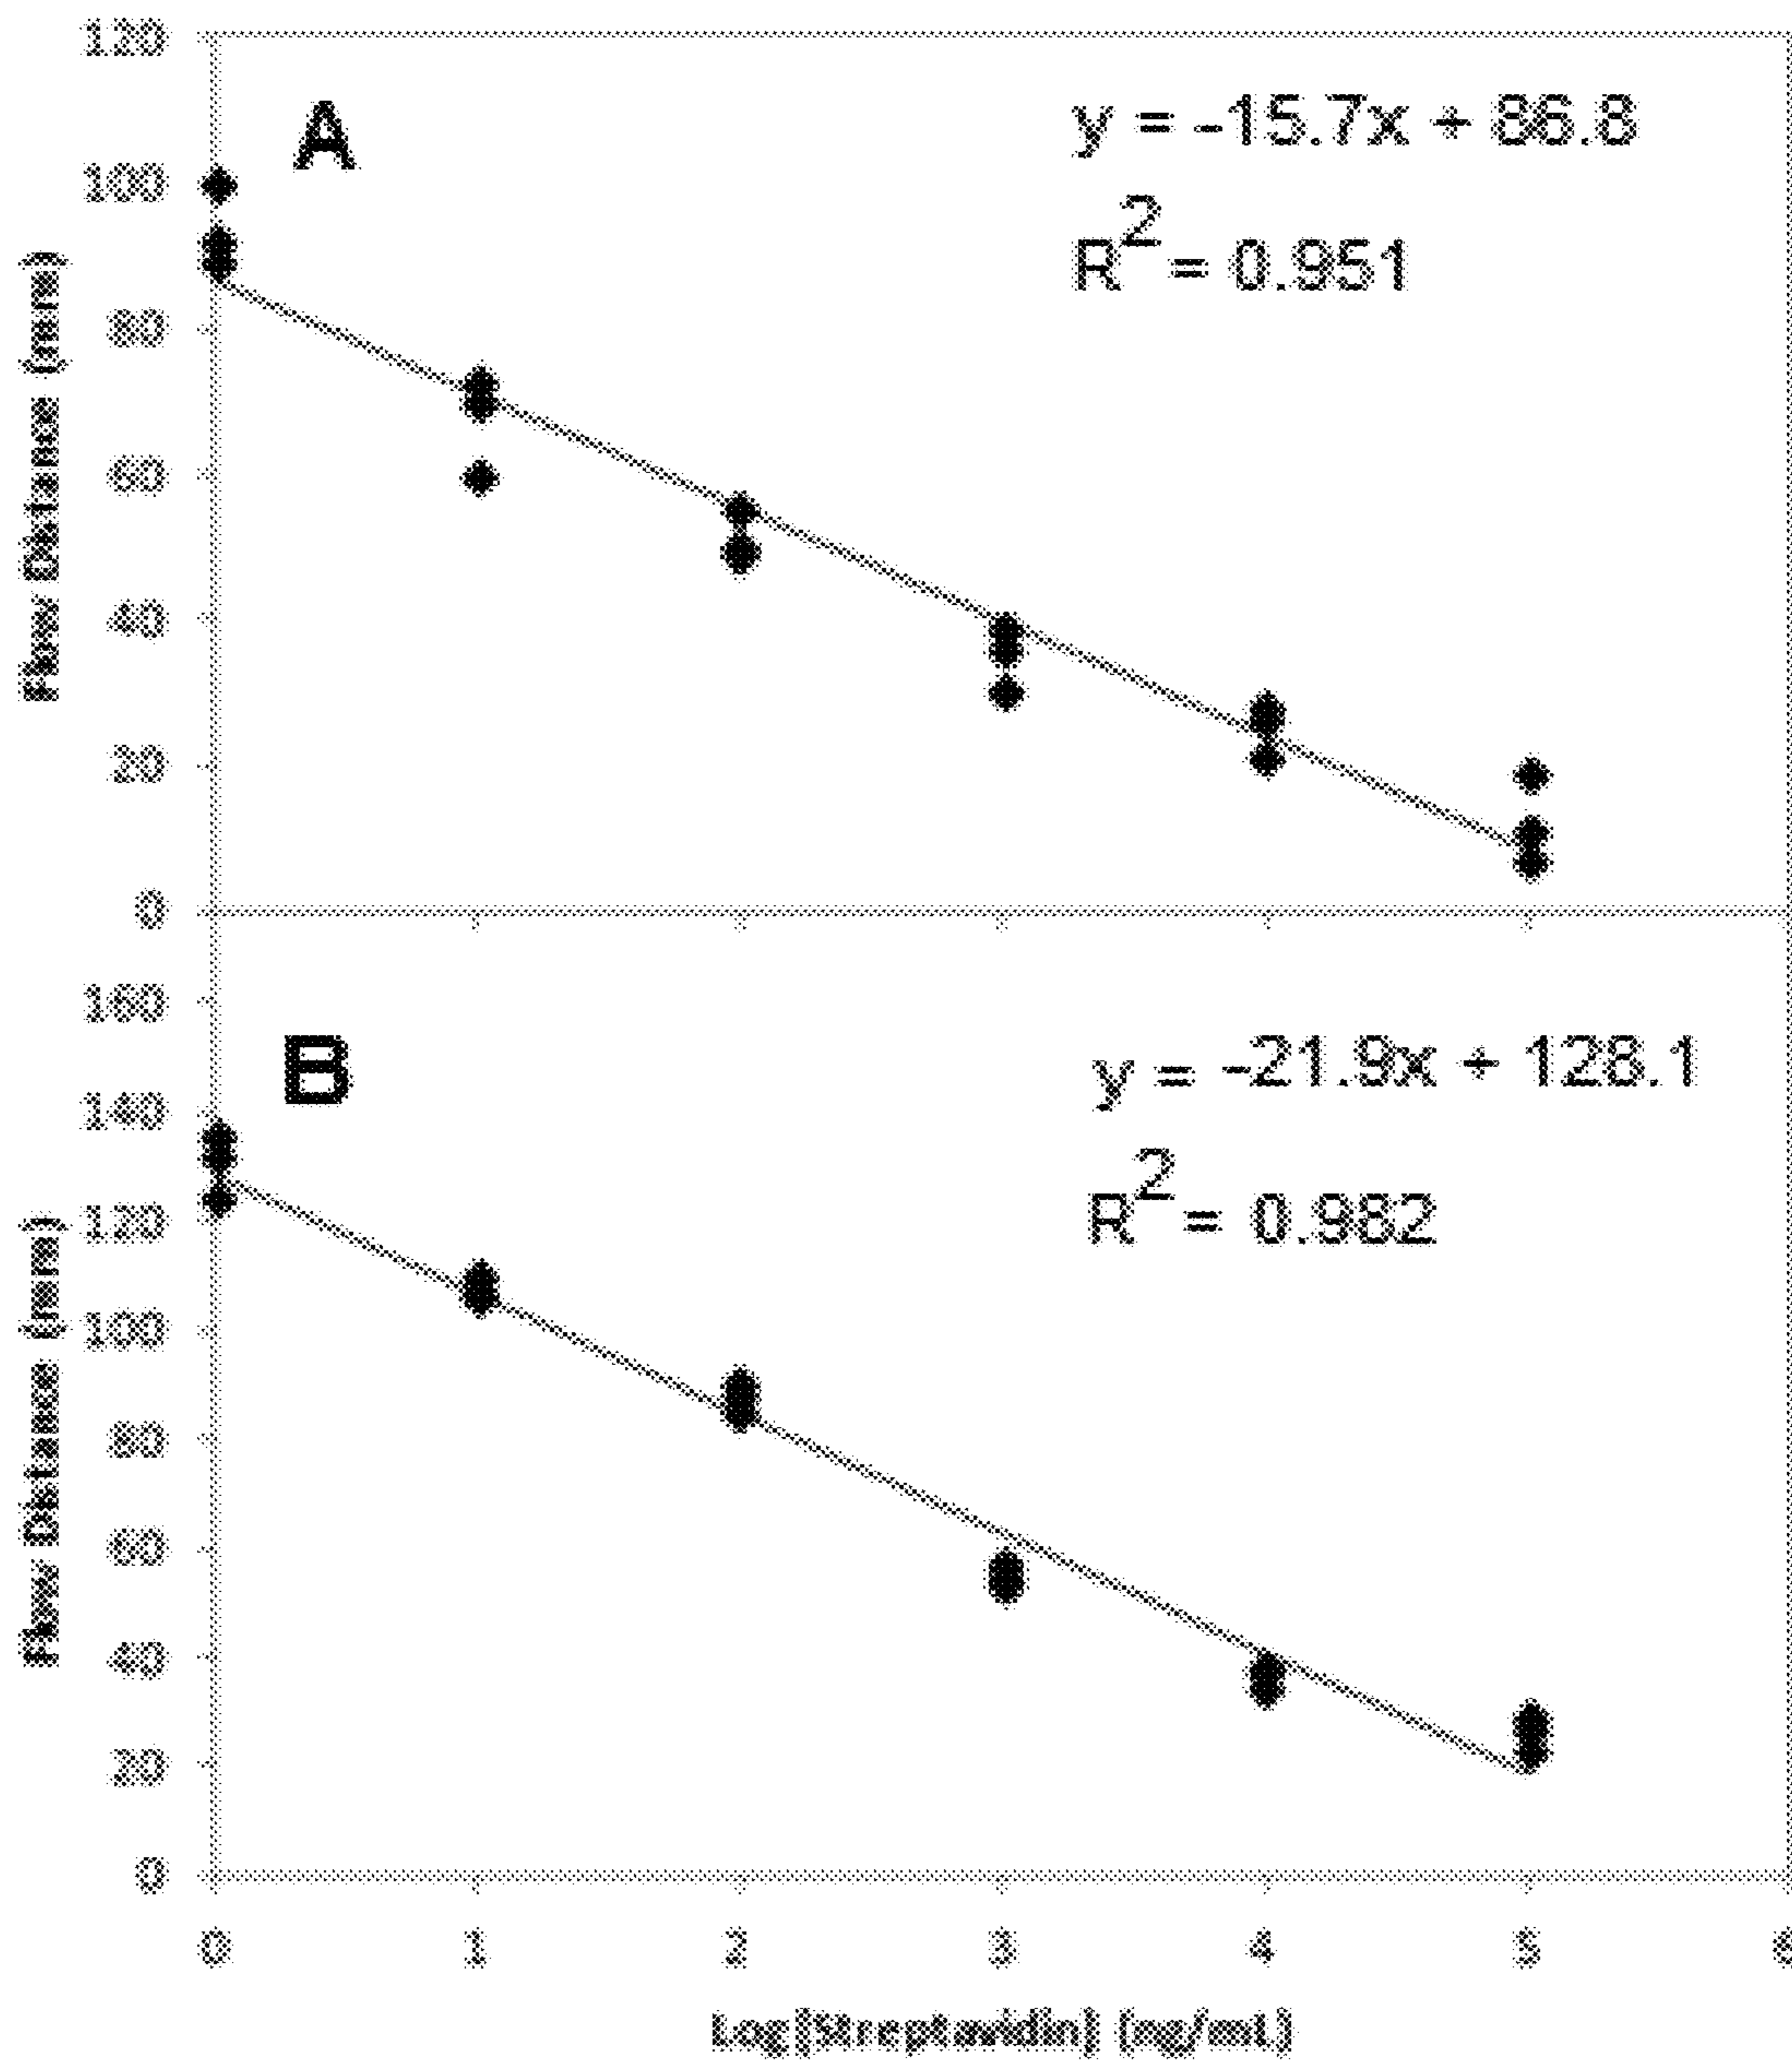 120
A
y = -15.7x + 86.8
100
R2 = 0.951
80
60
40
20
0
Flow Distance (mm)
160
B
y = -21.9x + 128.1
140
R2 = 0.982
120
100
80
60
40
20
0
Flow Distance (mm)
0 1 2 3 4 5 6
Log[Streptavidin] (ng/mL)